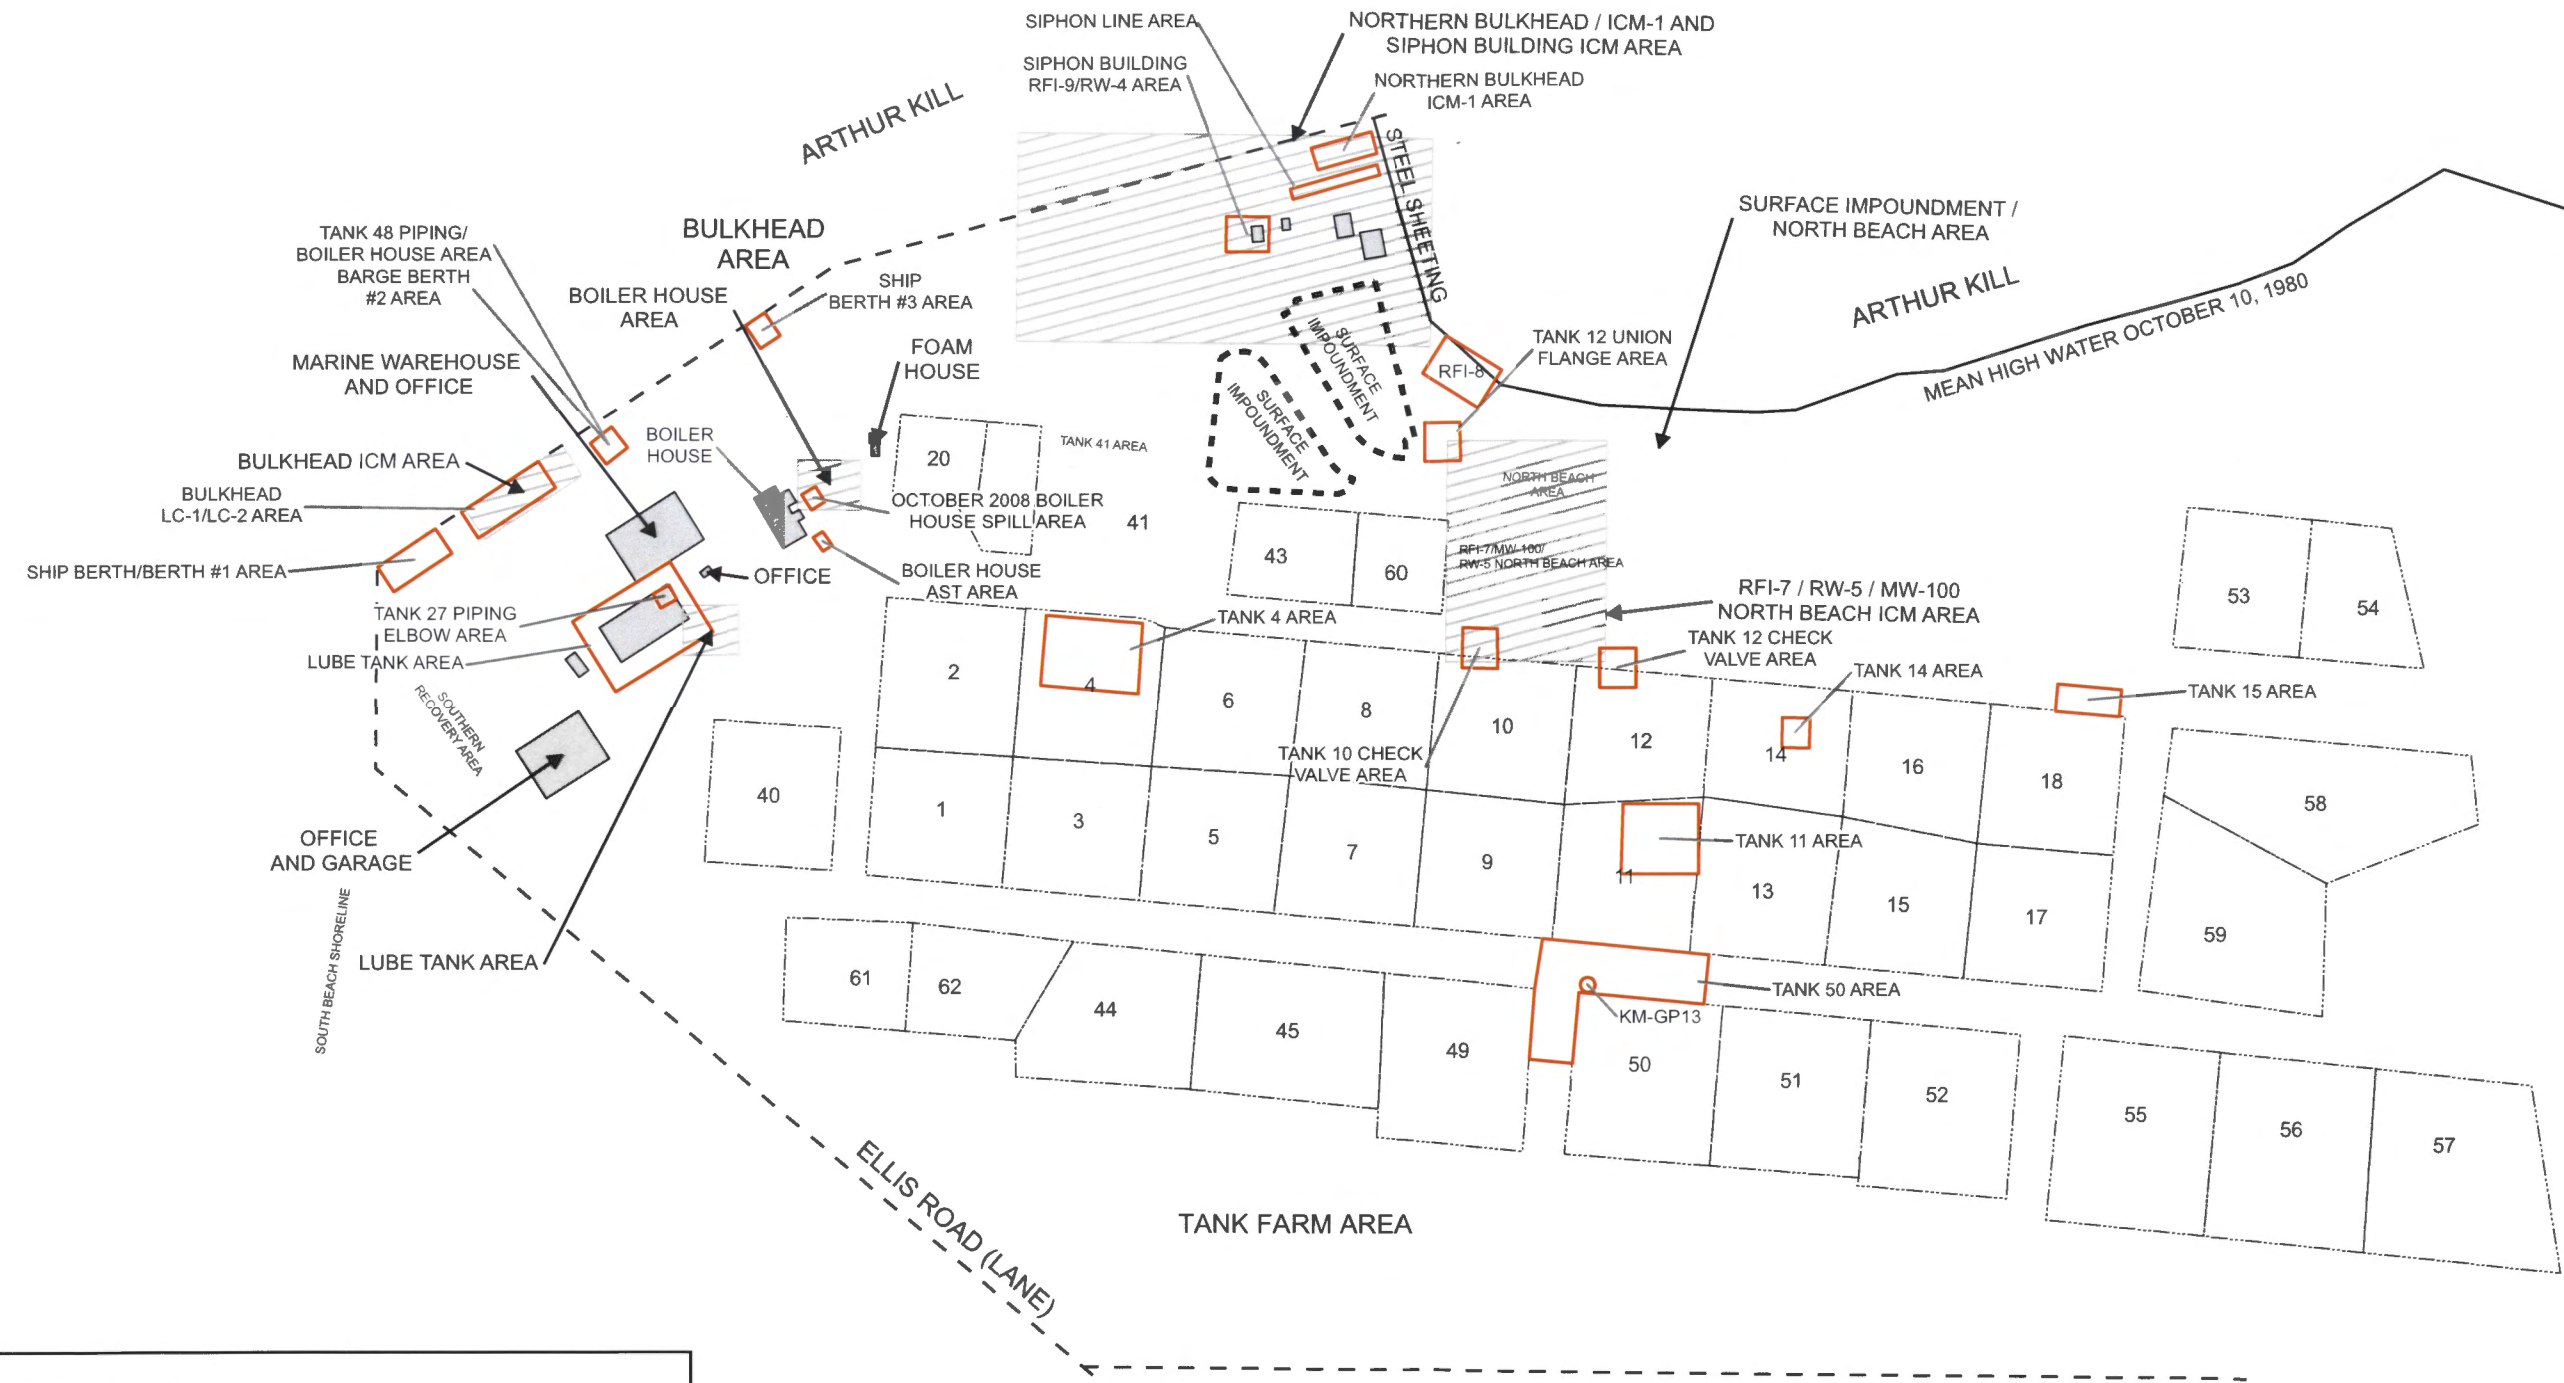 SIPHON LINE AREA
NORTHERN BULKHEAD / ICM-1 AND
SIPHON BUILDING ICM AREA
SIPHON BUILDING
RFI-9/RW-4 AREA
NORTHERN BULKHEAD
ICM-1 AREA
ARTHUR KILL
STEEL SHEETING
SURFACE IMPOUNDMENT /
NORTH BEACH AREA
ARTHUR KILL
MEAN HIGH WATER OCTOBER 10, 1980
TANK 48 PIPING/
BOILER HOUSE AREA
BARGE BERTH
#2 AREA
BULKHEAD
AREA
BOILER HOUSE
AREA
SHIP
BERTH #3 AREA
FOAM
HOUSE
SURFACE
IMPOUNDMENT
SURFACE
IMPOUNDMENT
RFI-8
TANK 12 UNION
FLANGE AREA
MARINE WAREHOUSE
AND OFFICE
BOILER
HOUSE
BULKHEAD ICM AREA
BULKHEAD
LC-1/LC-2 AREA
SHIP BERTH/BERTH #1 AREA
20
TANK 41 AREA
41
OCTOBER 2008 BOILER
HOUSE SPILL AREA
BOILER HOUSE
AST AREA
OFFICE
NORTH BEACH
AREA
RFI-7/MW-100/
RW-5 NORTH BEACH AREA
RFI-7 / RW-5 / MW-100
NORTH BEACH ICM AREA
43
60
53
54
TANK 27 PIPING
ELBOW AREA
LUBE TANK AREA
SOUTHERN
RECOVERY AREA
TANK 4 AREA
TANK 12 CHECK
VALVE AREA
TANK 14 AREA
TANK 15 AREA
2
4
6
8
10
12
14
16
18
TANK 10 CHECK
VALVE AREA
40
1
3
5
7
9
11
TANK 11 AREA
13
15
17
58
59
OFFICE
AND GARAGE
SOUTH BEACH SHORELINE
LUBE TANK AREA
61
62
44
45
49
TANK 50 AREA
KM-GP13
50
51
52
55
56
57
ELLIS ROAD (LANE)
TANK FARM AREA